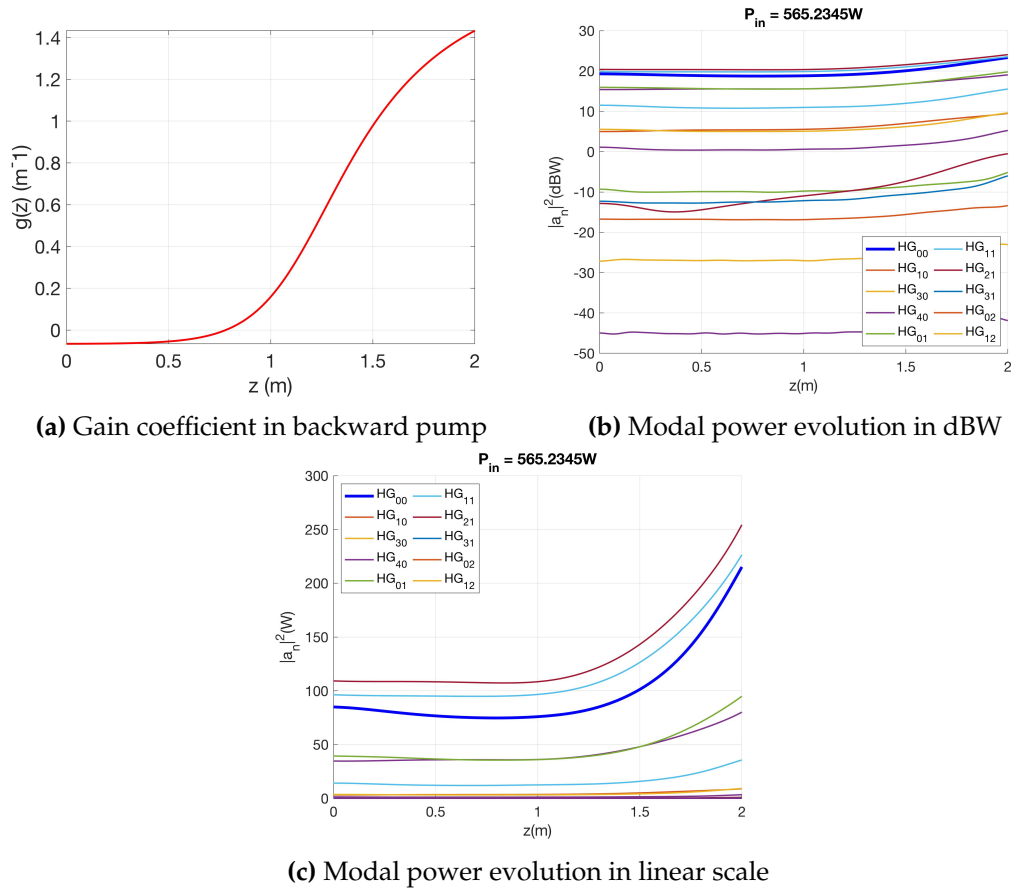 1.4
1.2
1
0.8
0.6
0.4
0.2
0
g(z) (m⁻1)
0
0.5
1
1.5
2
z (m)
(a) Gain coefficient in backward pump
P_in = 565.2345W
30
20
10
0
-10
-20
-30
-40
-50
|a_n|^2(dBW)
HG_00 HG_11
HG_10 HG_21
HG_30 HG_31
HG_40 HG_02
HG_01 HG_12
0
0.5
1
1.5
2
z(m)
(b) Modal power evolution in dBW
P_in = 565.2345W
300
250
200
150
100
50
0
|a_n|^2(W)
HG_00 HG_11
HG_10 HG_21
HG_30 HG_31
HG_40 HG_02
HG_01 HG_12
0
0.5
1
1.5
2
z(m)
(c) Modal power evolution in linear scale